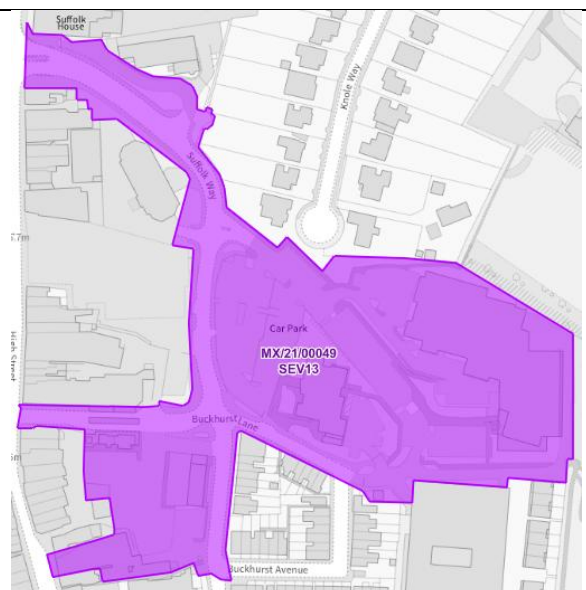 Suffolk
House
Knole Way
Suffolk Way
Car Park
MX/21/00049
SEV13
High Street
Buckhurst Lane
Buckhurst Avenue